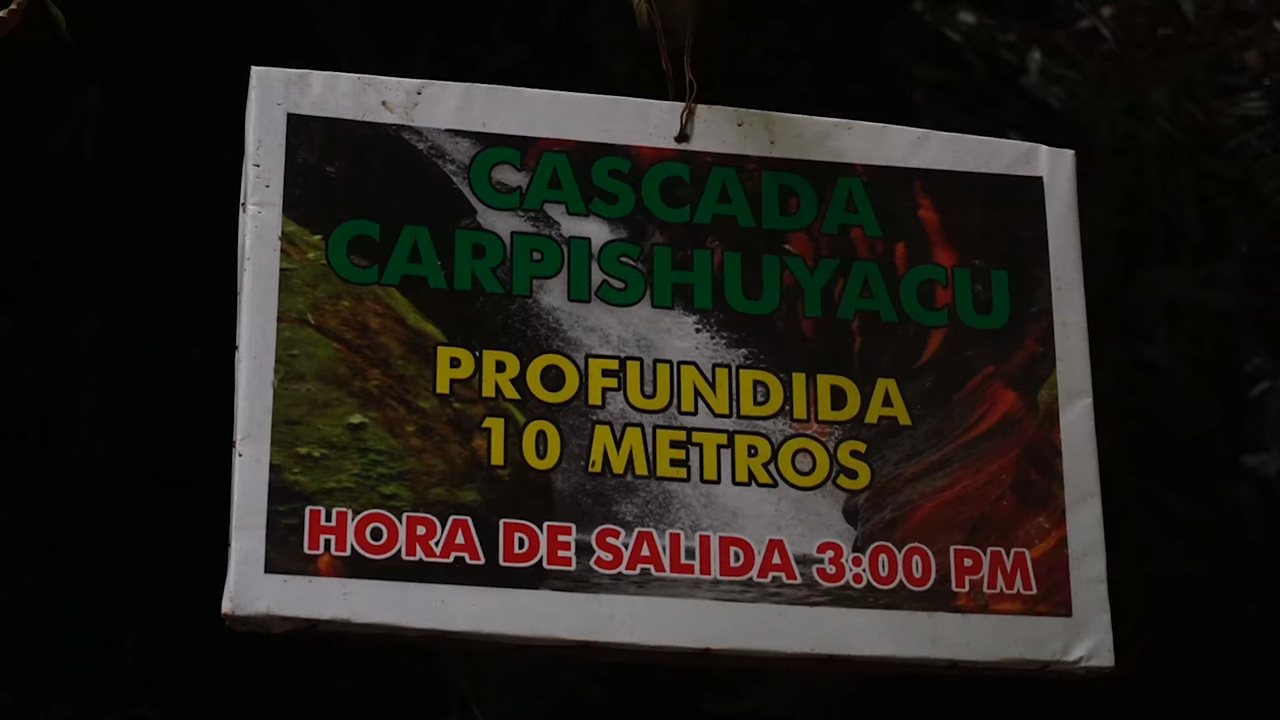 CASCADA
CARPISHUYACU
PROFUNDIDA
10 METROS
HORA DE SALIDA 3:00 PM